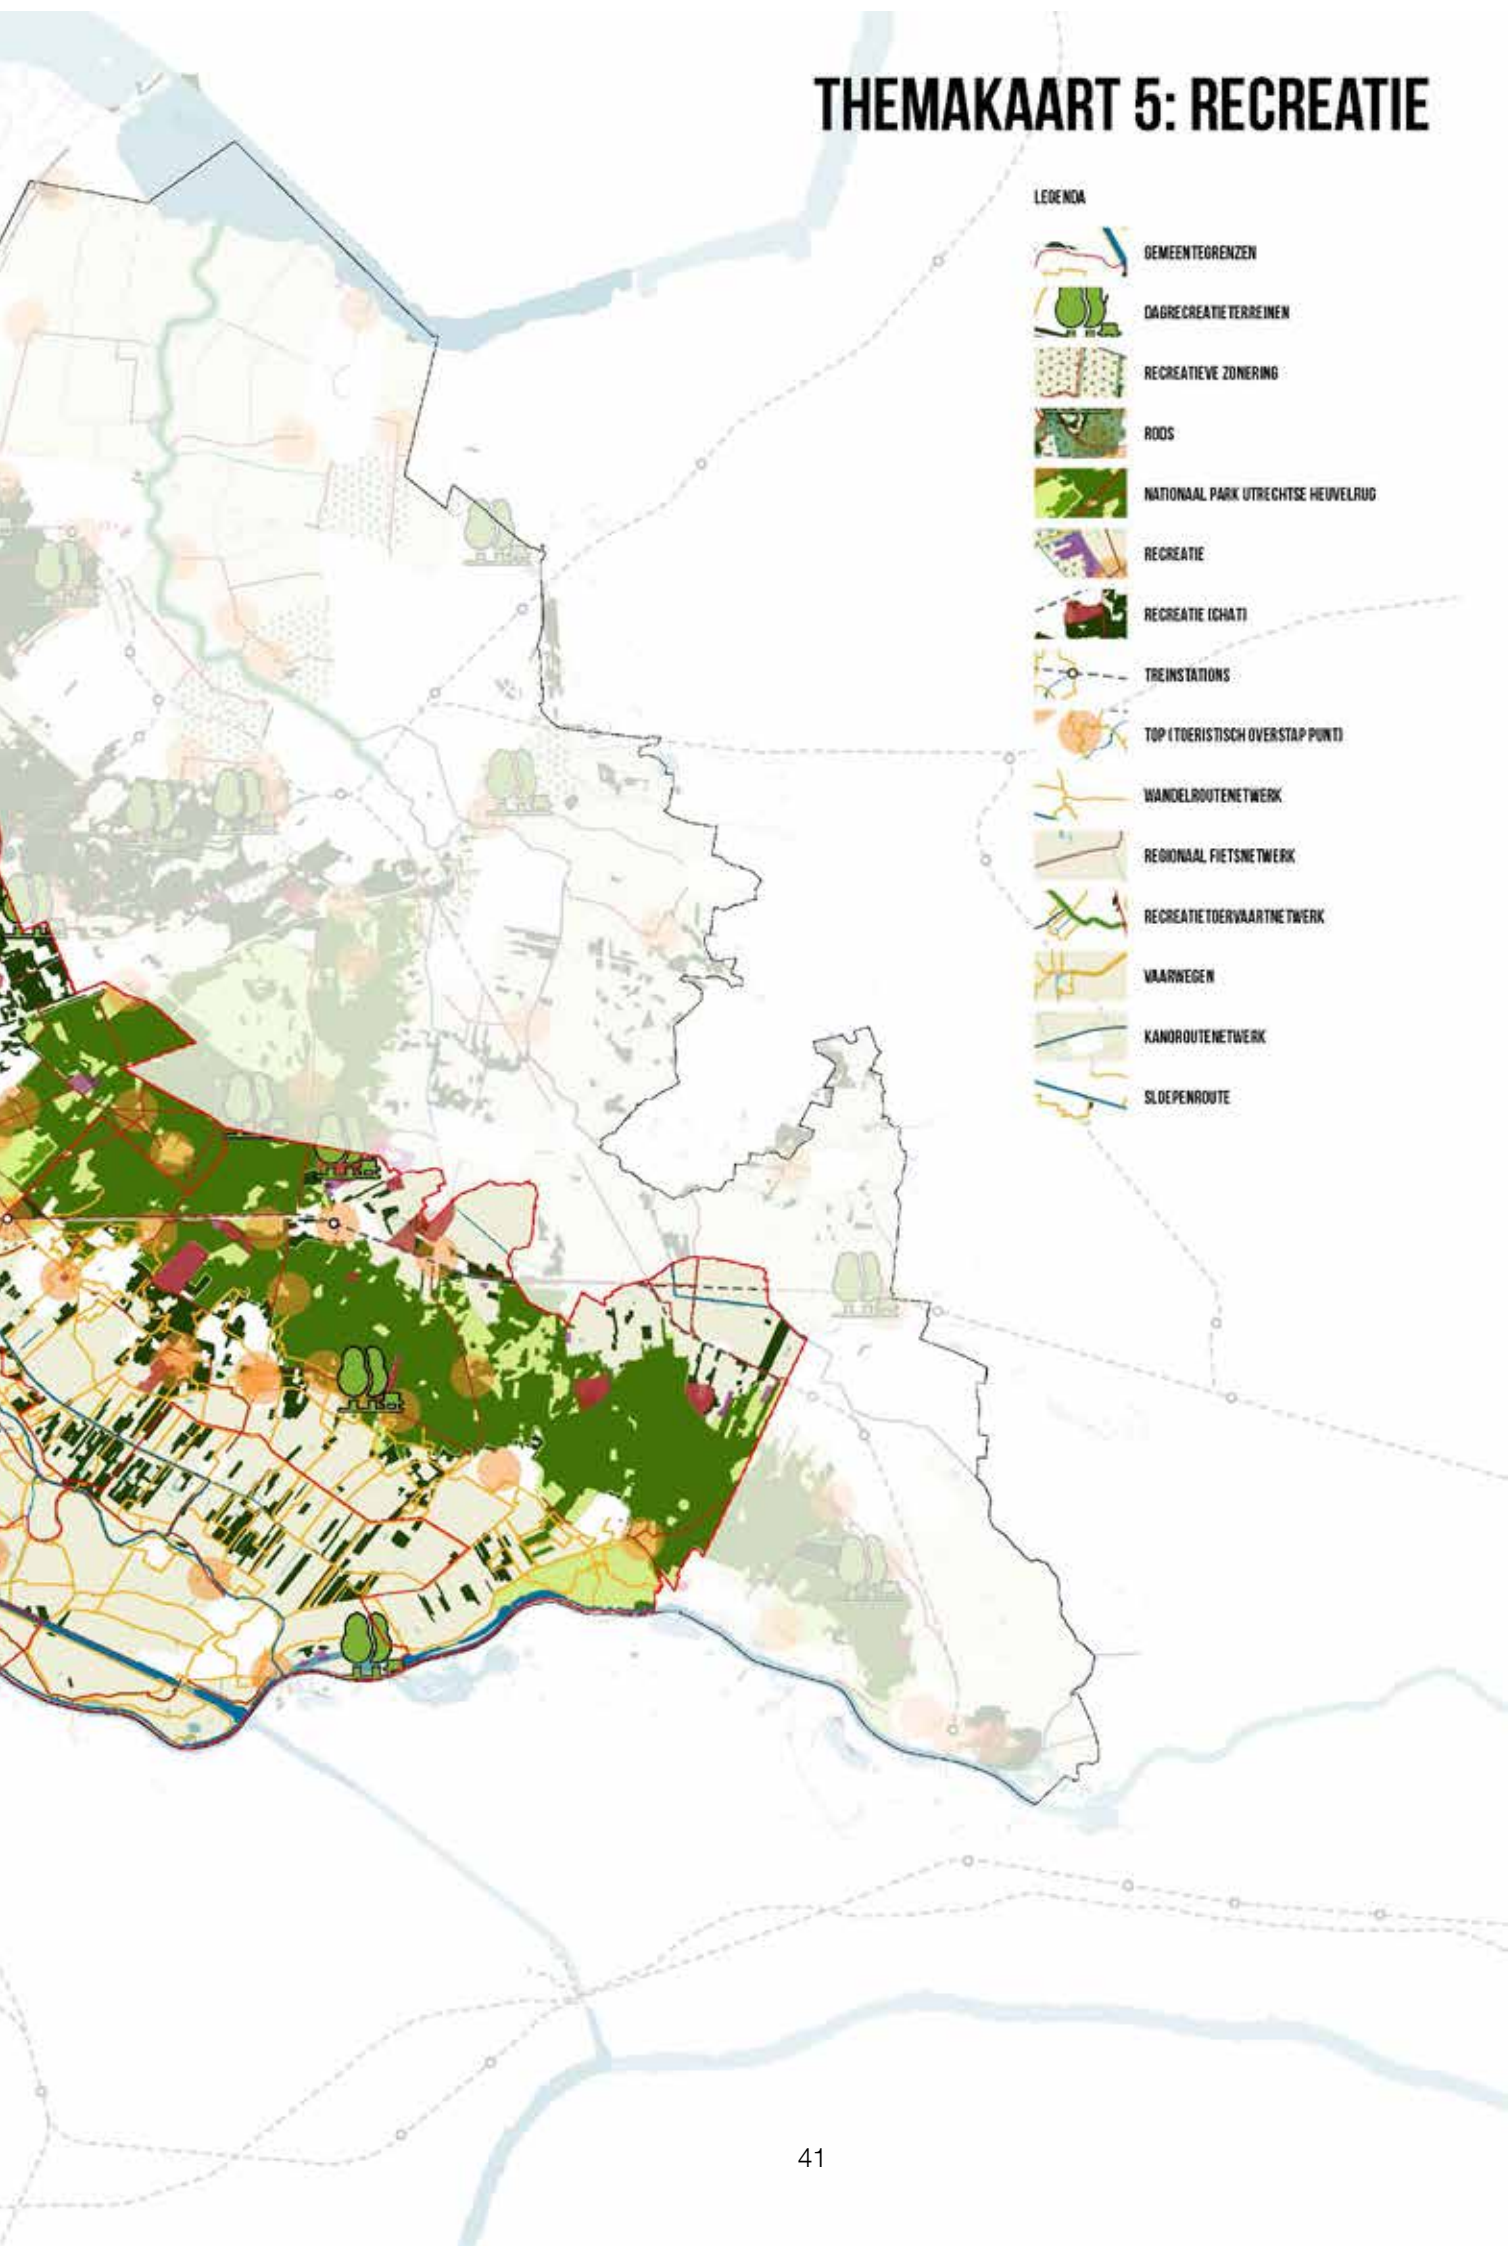 THEMAKAART 5: RECREATIE
LEGENDA
GEMEENTEGRENZEN
DAGRECREATIETERREINEN
RECREATIEVE ZONERING
RODS
NATIONAAL PARK UTRECHTSE HEUVELRUG
RECREATIE
RECREATIE (CHAT)
TREINSTATIONS
TOP (TOERISTISCH OVERSTAP PUNT)
WANDELROUTENETWERK
REGIONAAL FIETSNETWERK
RECREATIETOERVAARTNETWERK
VAARWEGEN
KANOROUTENETWERK
SLOEPENROUTE
41